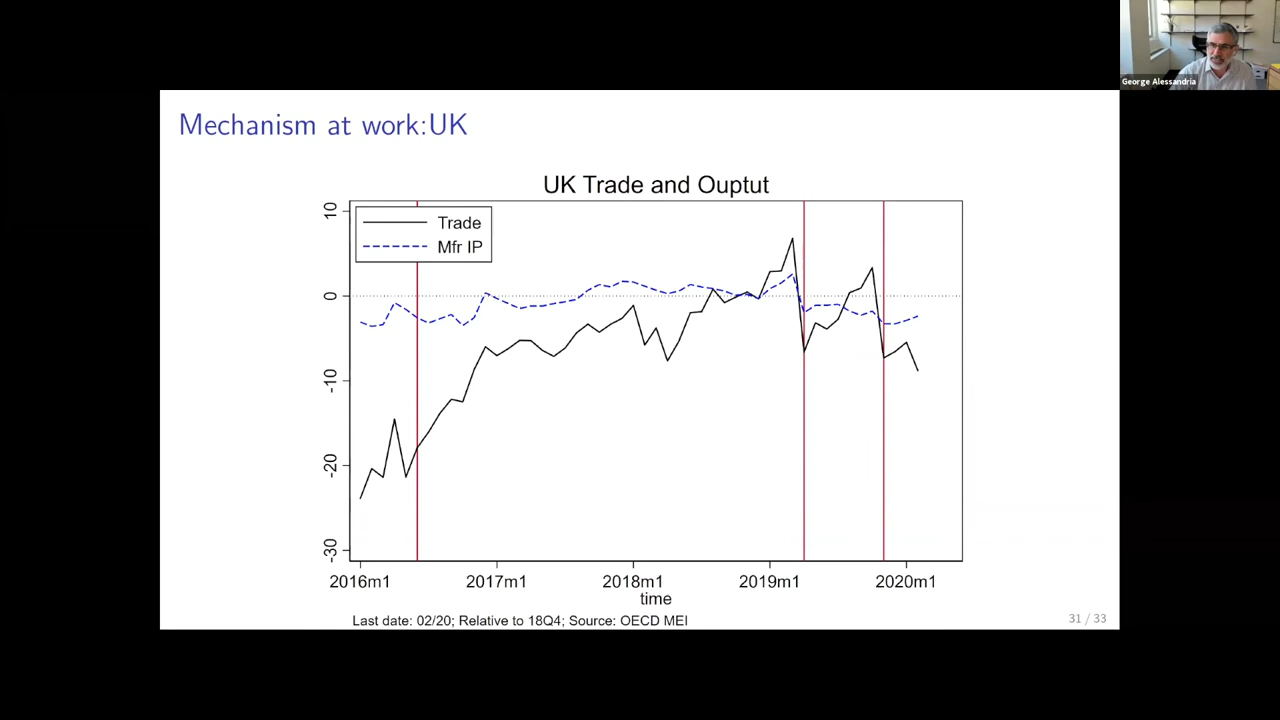 George Alessandria
Mechanism at work:UK
UK Trade and Ouptut
Trade
Mfr IP
10
0
-10
-20
-30
2016m1 2017m1 2018m1 2019m1 2020m1
time
Last date: 02/20; Relative to 18Q4; Source: OECD MEI
31 / 33